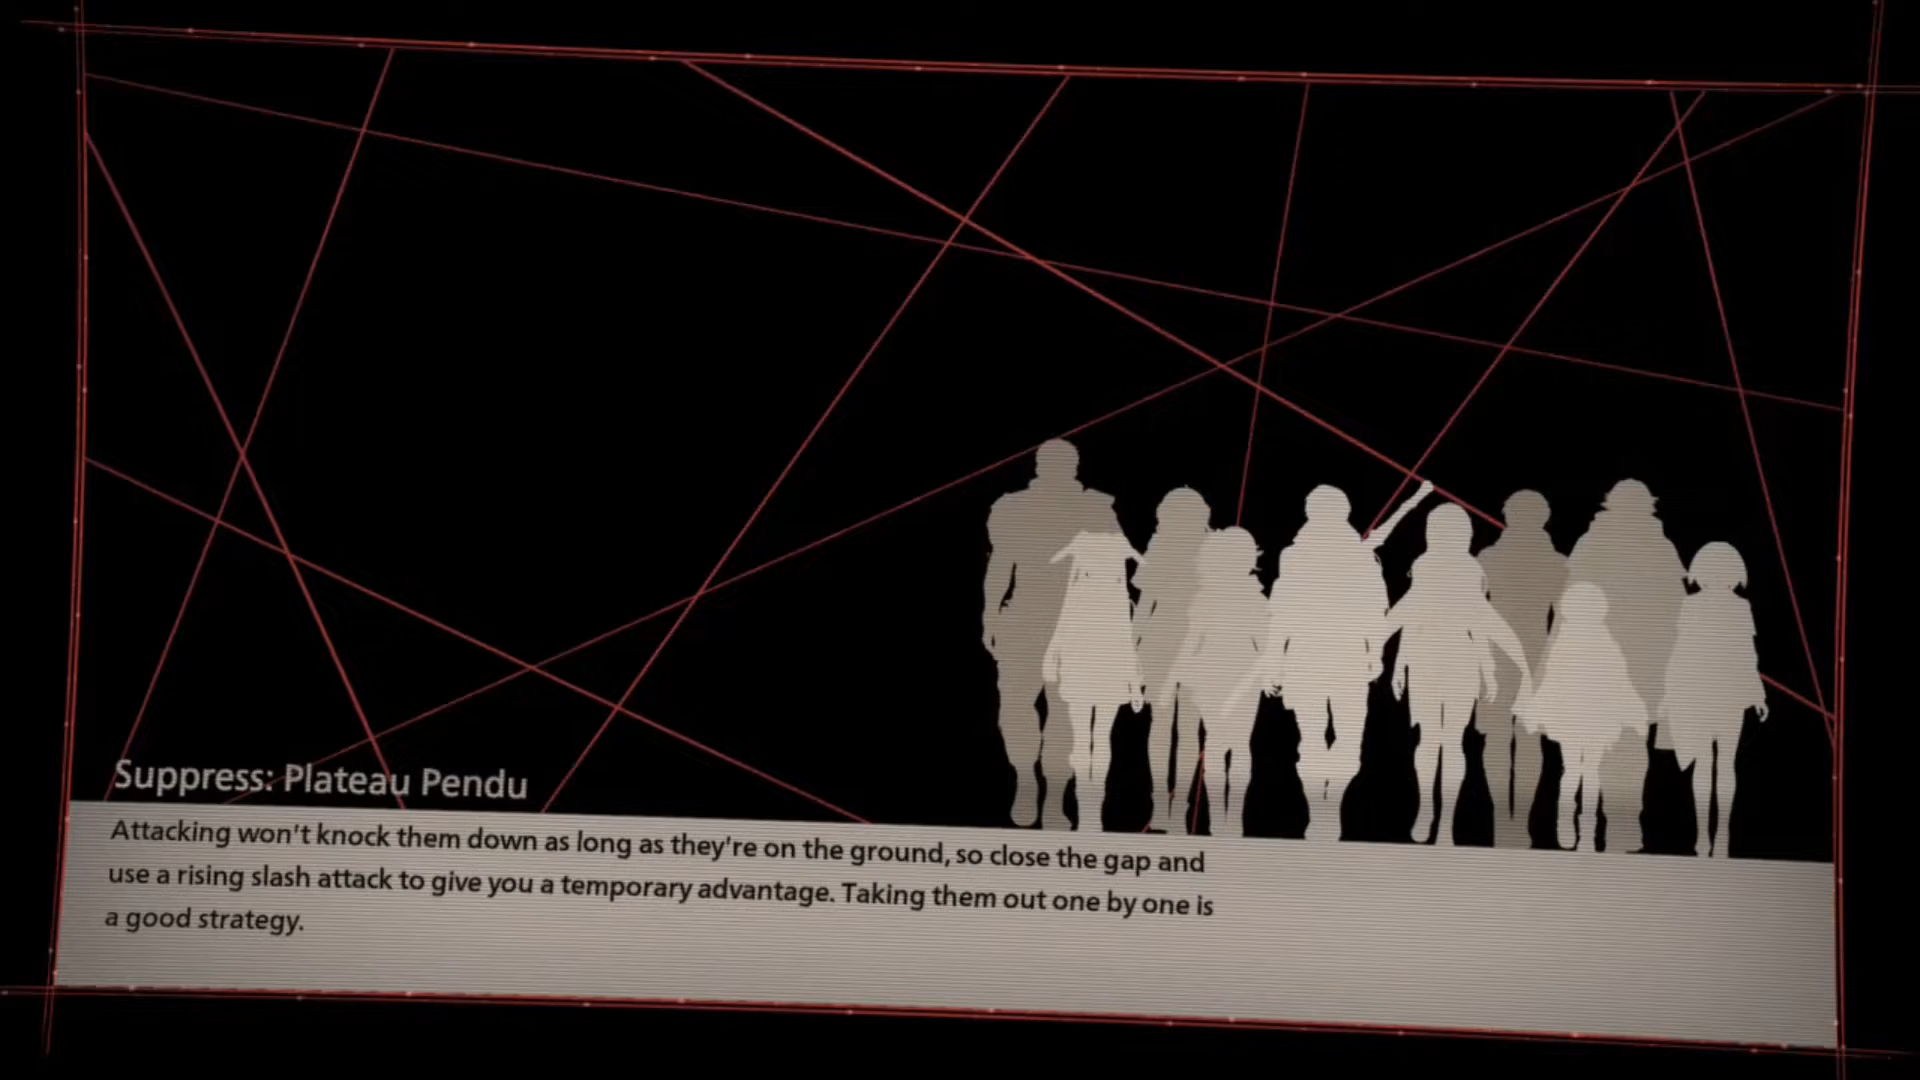 Suppress: Plateau Pendu
Attacking won't knock them down as long as they're on the ground, so close the gap and
use a rising slash attack to give you a temporary advantage. Taking them out one by one is
a good strategy.